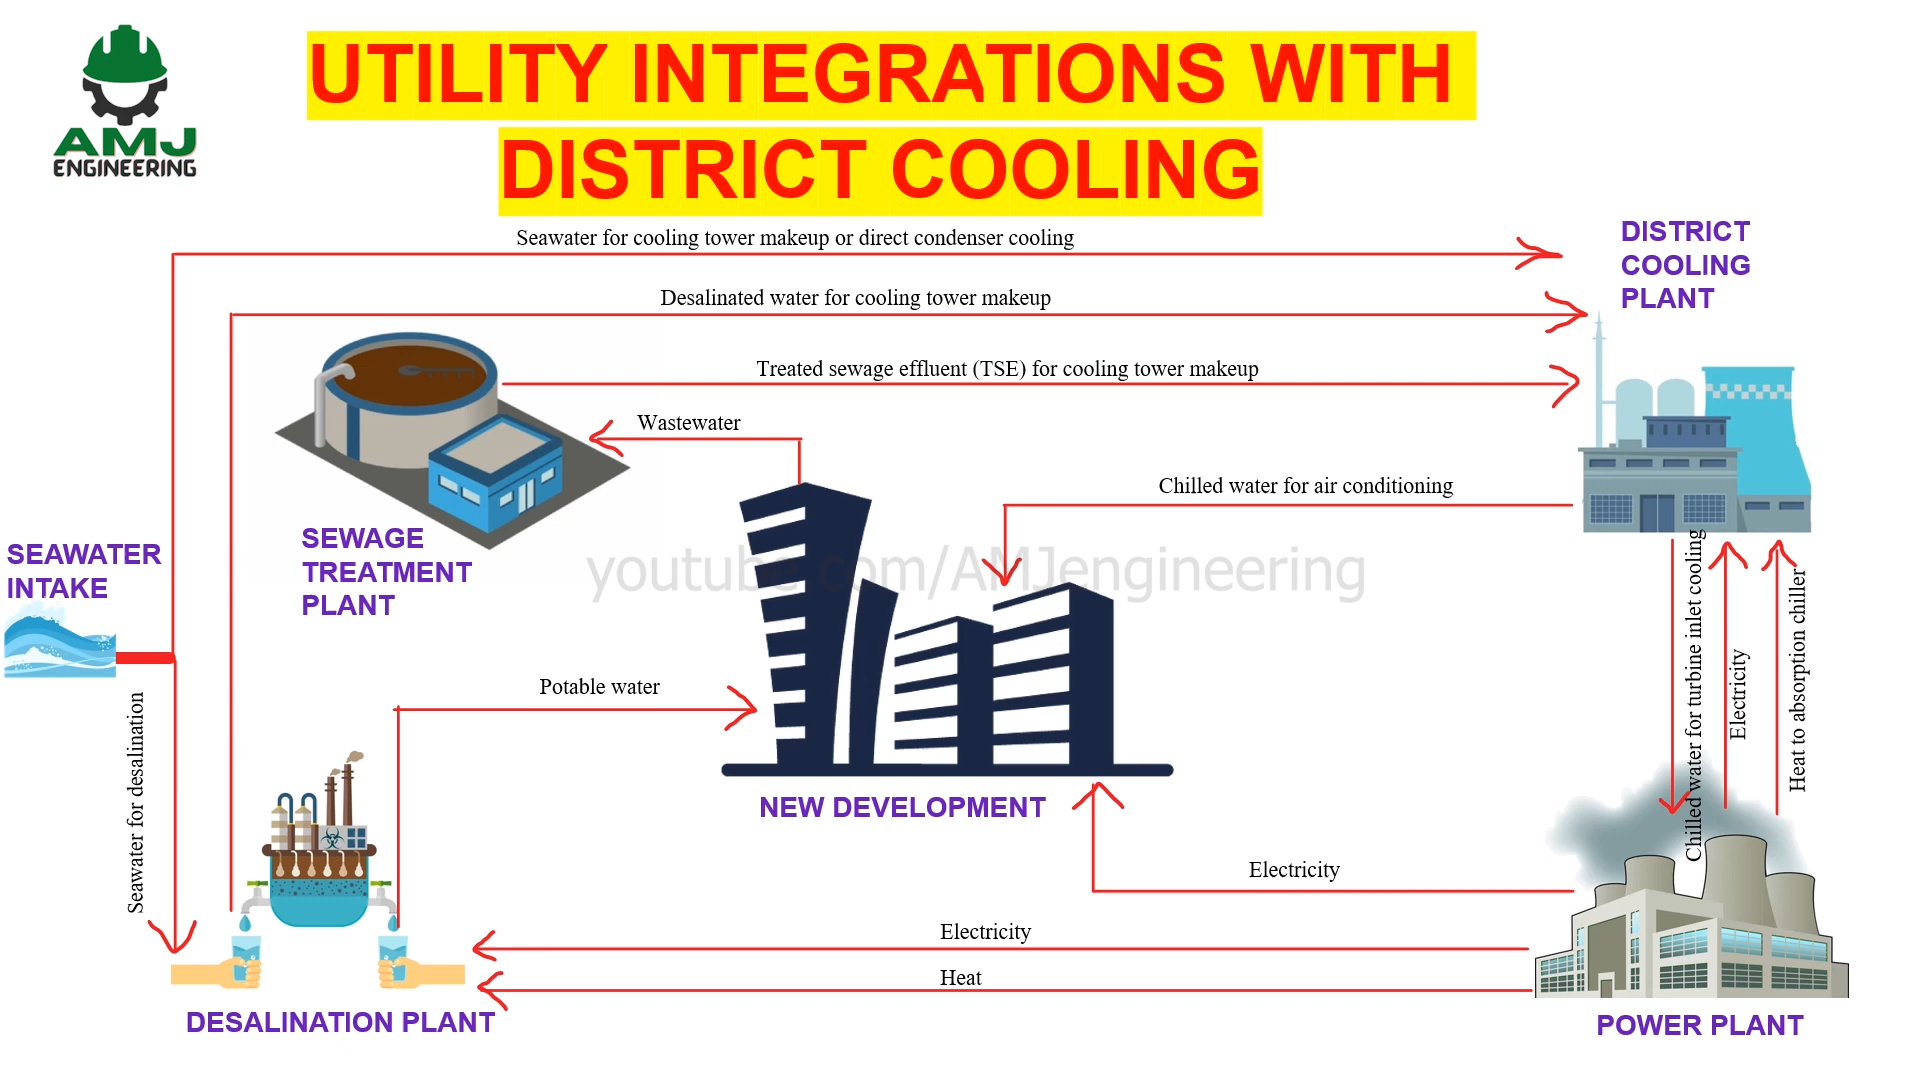 AMJ
ENGINEERING
UTILITY INTEGRATIONS WITH
DISTRICT COOLING
Seawater for cooling tower makeup or direct condenser cooling
DISTRICT
COOLING
PLANT
Desalinated water for cooling tower makeup
Treated sewage effluent (TSE) for cooling tower makeup
Wastewater
Chilled water for air conditioning
SEWAGE
TREATMENT
PLANT
SEAWATER
INTAKE
youtube.com/AMJengineering
Chilled water for turbine inlet cooling
Electricity
Heat to absorption chiller
Potable water
Seawater for desalination
NEW DEVELOPMENT
Electricity
Electricity
Heat
DESALINATION PLANT
POWER PLANT